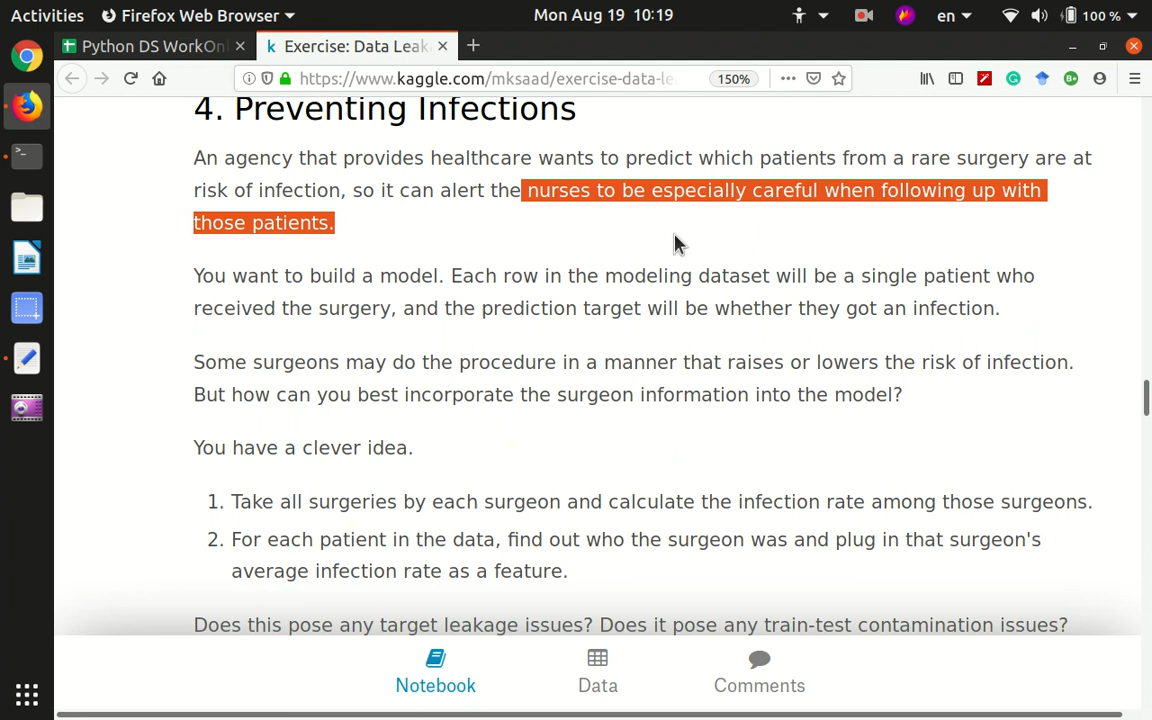 Activities Firefox Web Browser Mon Aug 19 10:19 en 100 %
Python DS WorkOn Exercise: Data Leak
https://www.kaggle.com/mksaad/exercise-data-le 150%
4. Preventing Infections
An agency that provides healthcare wants to predict which patients from a rare surgery are at
risk of infection, so it can alert the nurses to be especially careful when following up with
those patients.
You want to build a model. Each row in the modeling dataset will be a single patient who
received the surgery, and the prediction target will be whether they got an infection.
Some surgeons may do the procedure in a manner that raises or lowers the risk of infection.
But how can you best incorporate the surgeon information into the model?
You have a clever idea.
1. Take all surgeries by each surgeon and calculate the infection rate among those surgeons.
2. For each patient in the data, find out who the surgeon was and plug in that surgeon's
average infection rate as a feature.
Does this pose any target leakage issues? Does it pose any train-test contamination issues?
Notebook Data Comments